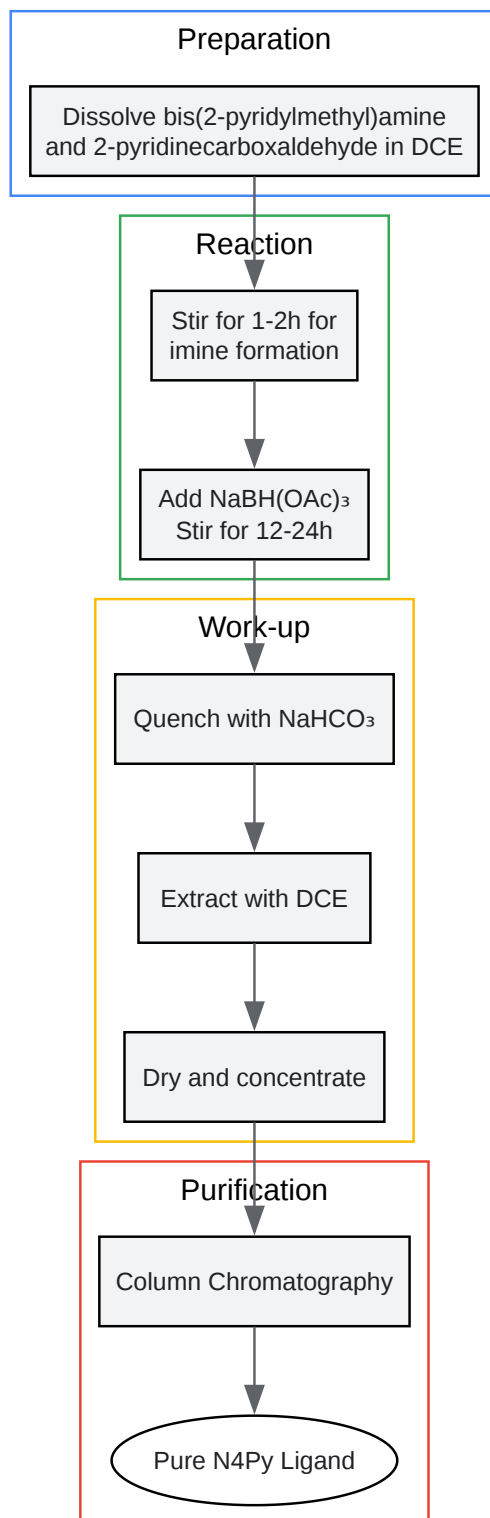 Preparation
Dissolve bis(2-pyridylmethyl)amine
and 2-pyridinecarboxaldehyde in DCE
Reaction
Stir for 1-2h for
imine formation
Add NaBH(OAc)₃
Stir for 12-24h
Work-up
Quench with NaHCO₃
Extract with DCE
Dry and concentrate
Purification
Column Chromatography
Pure N4Py Ligand